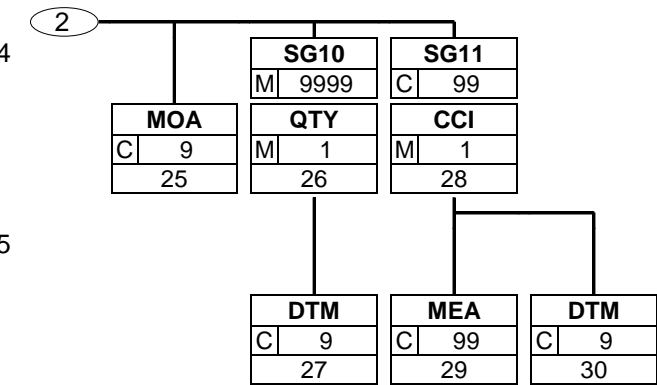 2
4
SG10 SG11
M 9999 C 99
MOA QTY CCI
C 9 M 1 M 1
25 26 28
5
DTM MEA DTM
C 9 C 99 C 9
27 29 30